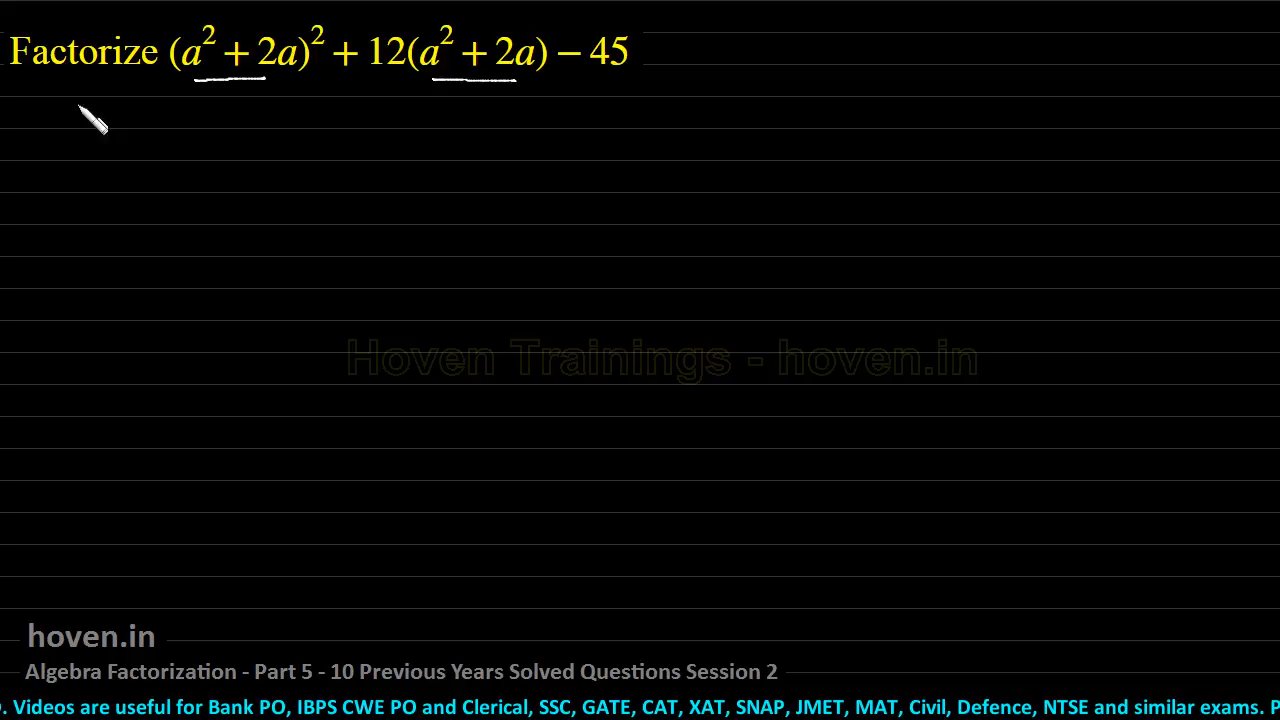 Factorize (a² + 2a)² + 12(a² + 2a) − 45
Hoven Trainings - hoven.in
hoven.in
Algebra Factorization - Part 5 - 10 Previous Years Solved Questions Session 2
. Videos are useful for Bank PO, IBPS CWE PO and Clerical, SSC, GATE, CAT, XAT, SNAP, JMET, MAT, Civil, Defence, NTSE and similar exams. P